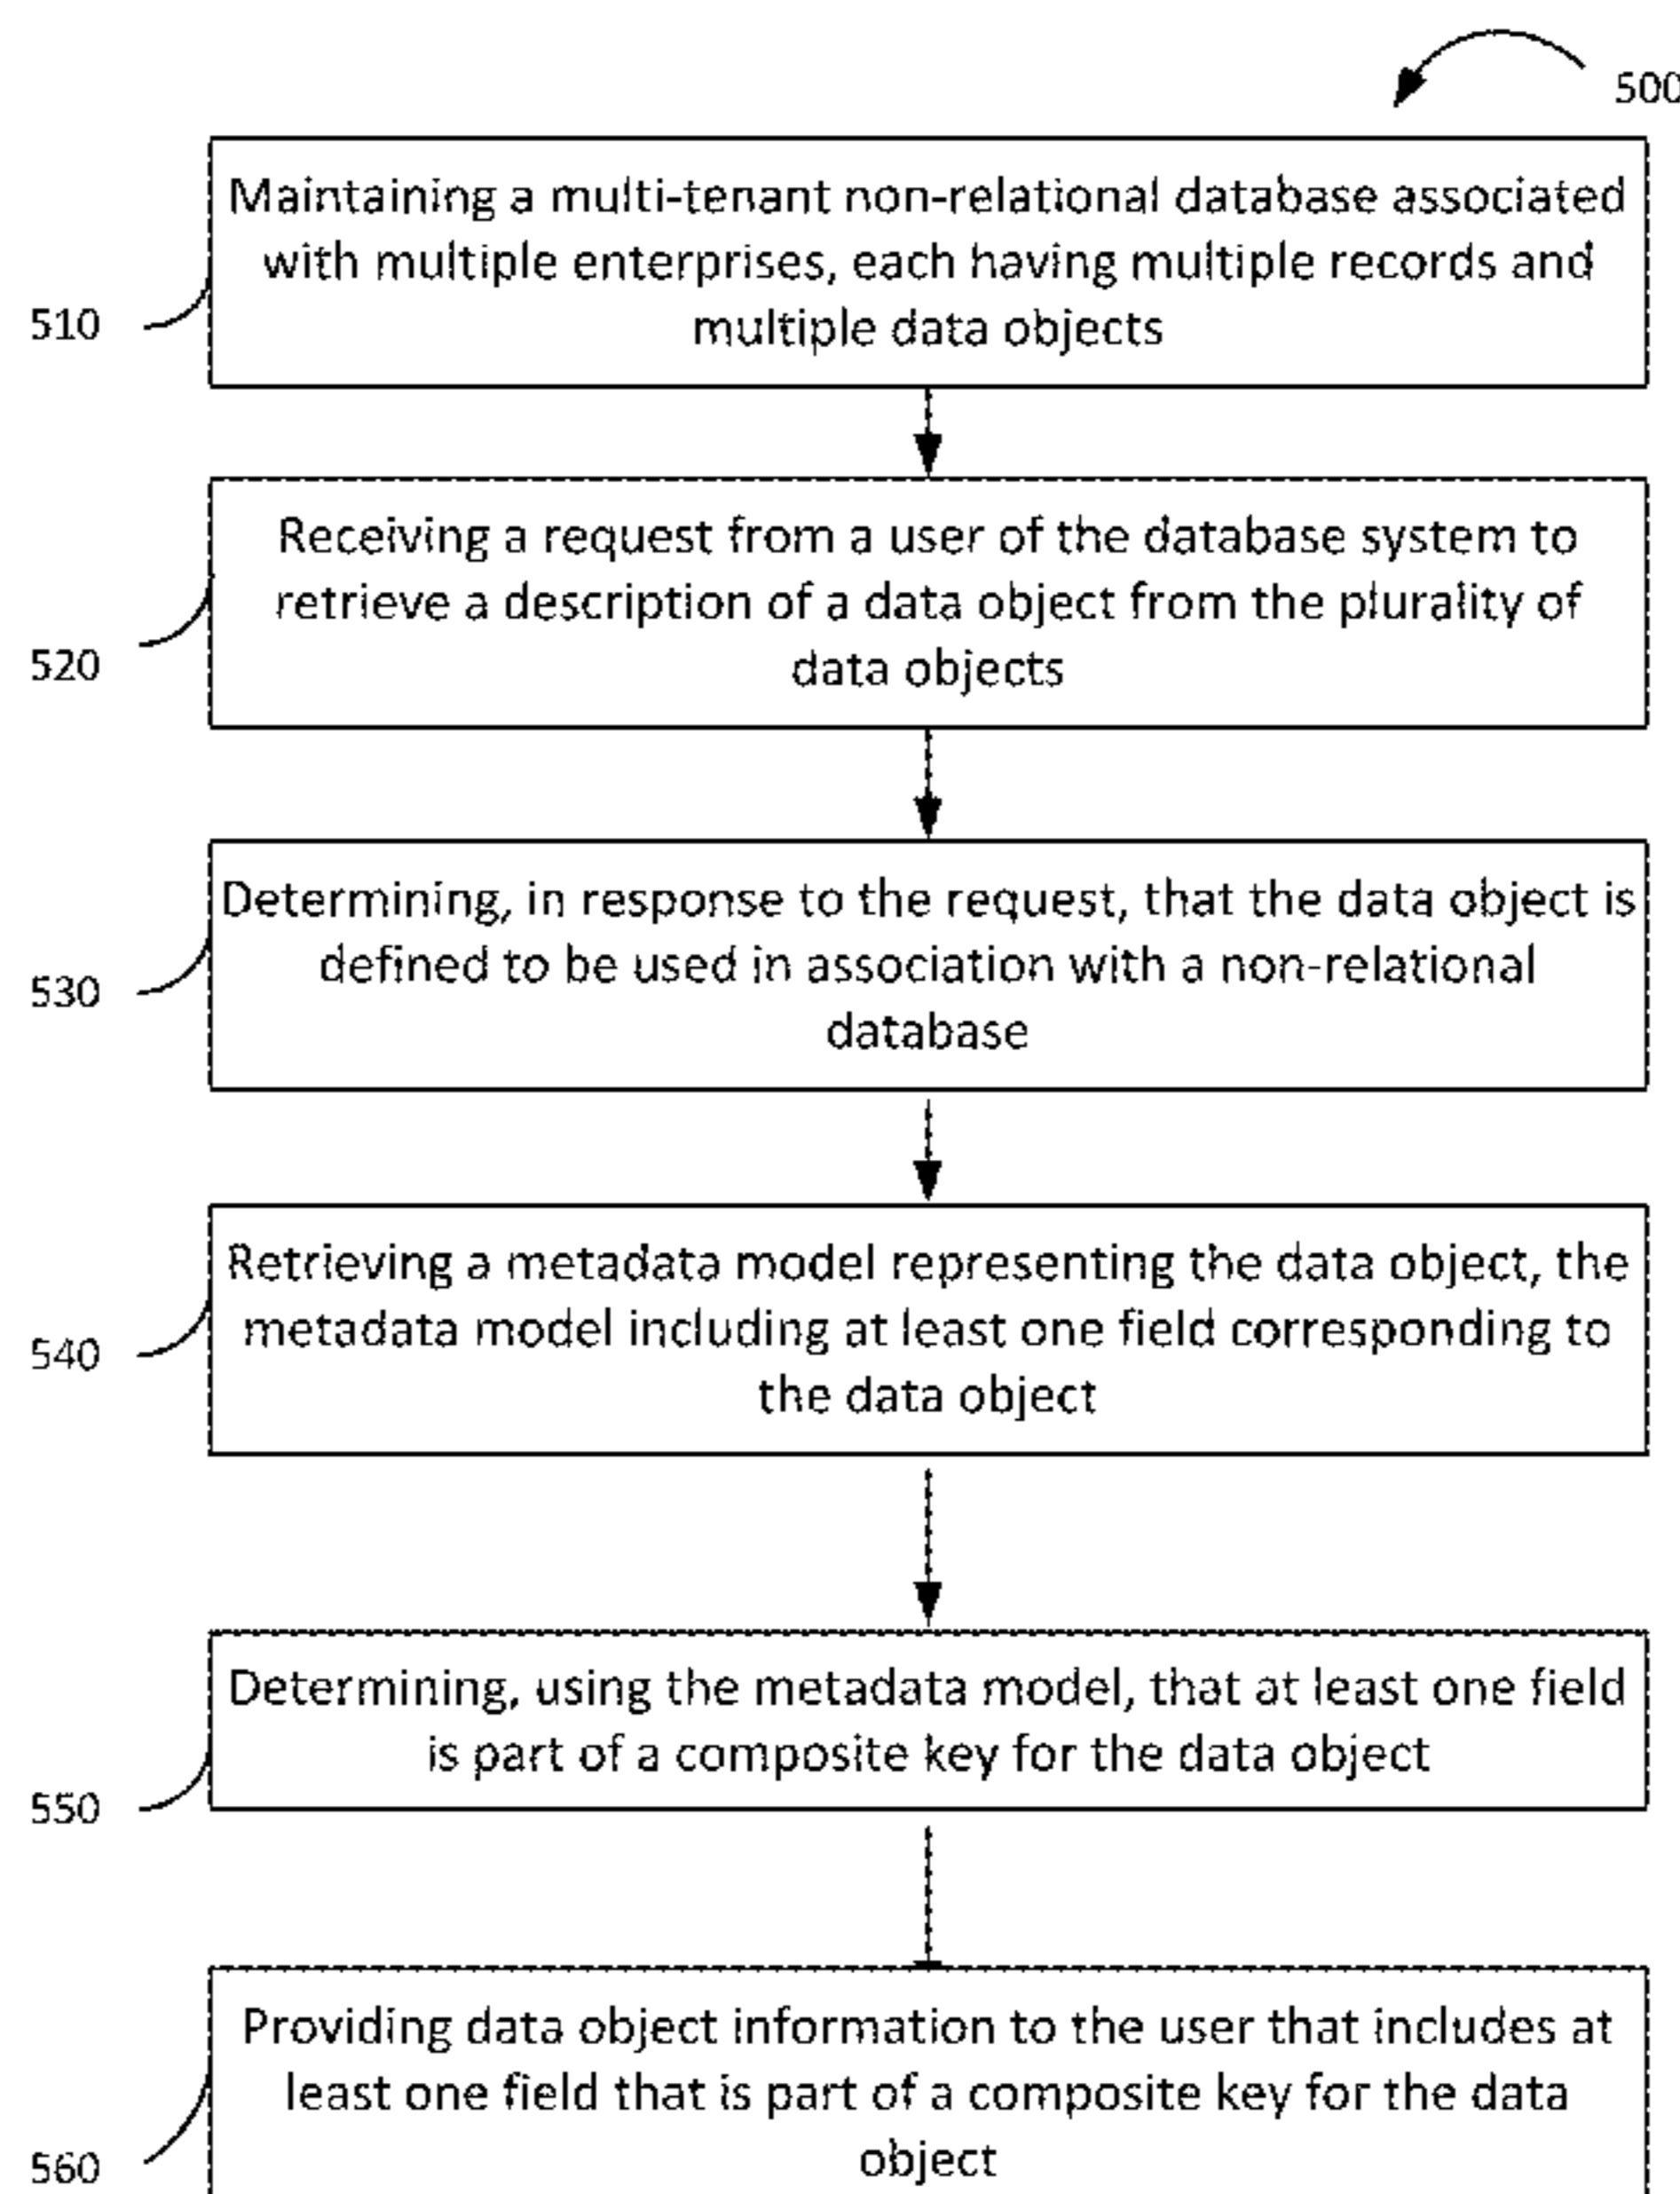 500
Maintaining a multi-tenant non-relational database associated
with multiple enterprises, each having multiple records and
multiple data objects
510
Receiving a request from a user of the database system to
retrieve a description of a data object from the plurality of
data objects
520
Determining, in response to the request, that the data object is
defined to be used in association with a non-relational
database
530
Retrieving a metadata model representing the data object, the
metadata model including at least one field corresponding to
the data object
540
Determining, using the metadata model, that at least one field
is part of a composite key for the data object
550
Providing data object information to the user that includes at
least one field that is part of a composite key for the data
object
560